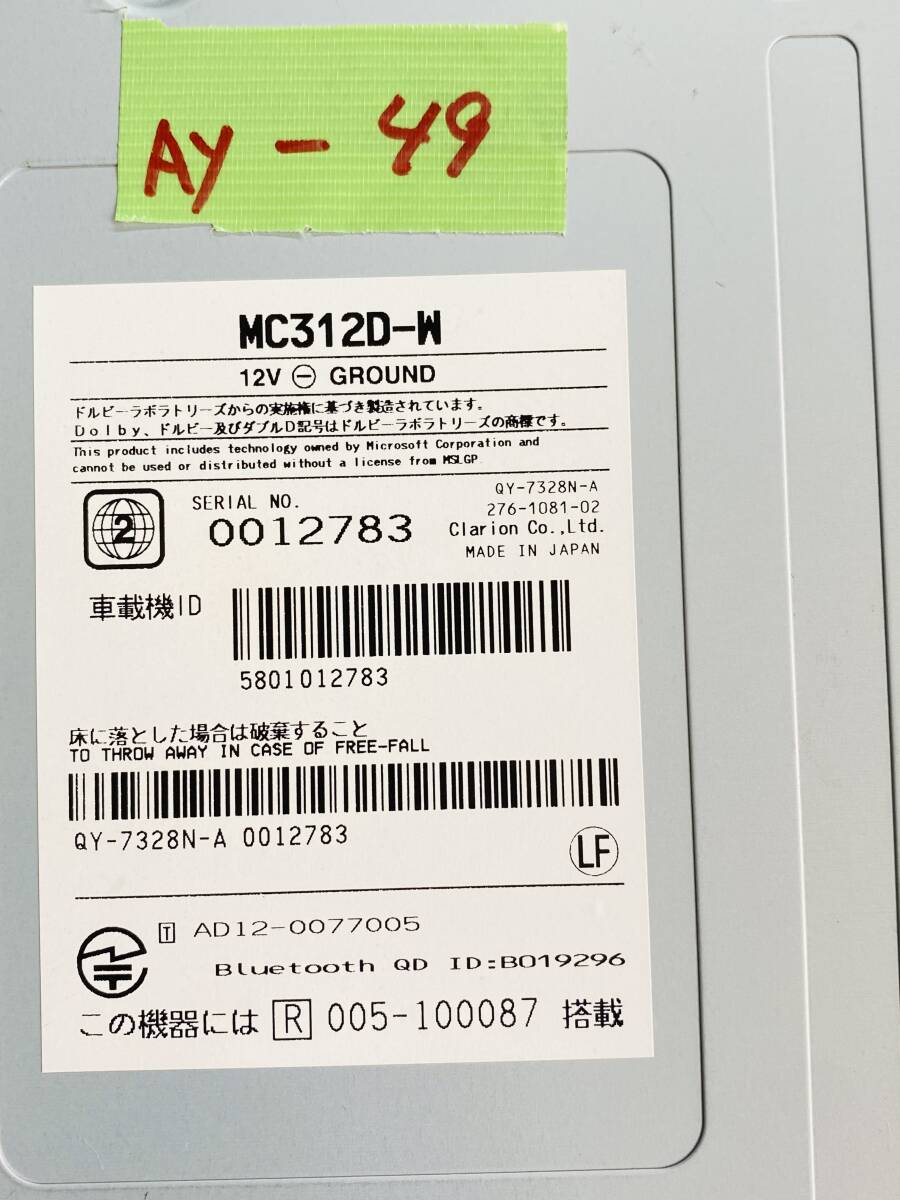 AY - 49
MC312D-W
12V ⊖ GROUND
ドルビーラボラトリーズからの実施権に基づき製造されています。
Dolby、ドルビー及びダブルD記号はドルビーラボラトリーズの商標です。
This product includes technology owned by Microsoft Corporation and
cannot be used or distributed without a license from MSLGP.
2
SERIAL NO.
0012783
QY-7328N-A
276-1081-02
Clarion Co.,Ltd.
MADE IN JAPAN
車載機ID
5801012783
床に落とした場合は破棄すること
TO THROW AWAY IN CASE OF FREE-FALL
QY-7328N-A 0012783
LF
T AD12-0077005
Bluetooth QD ID:B019296
この機器には R 005-100087 搭載